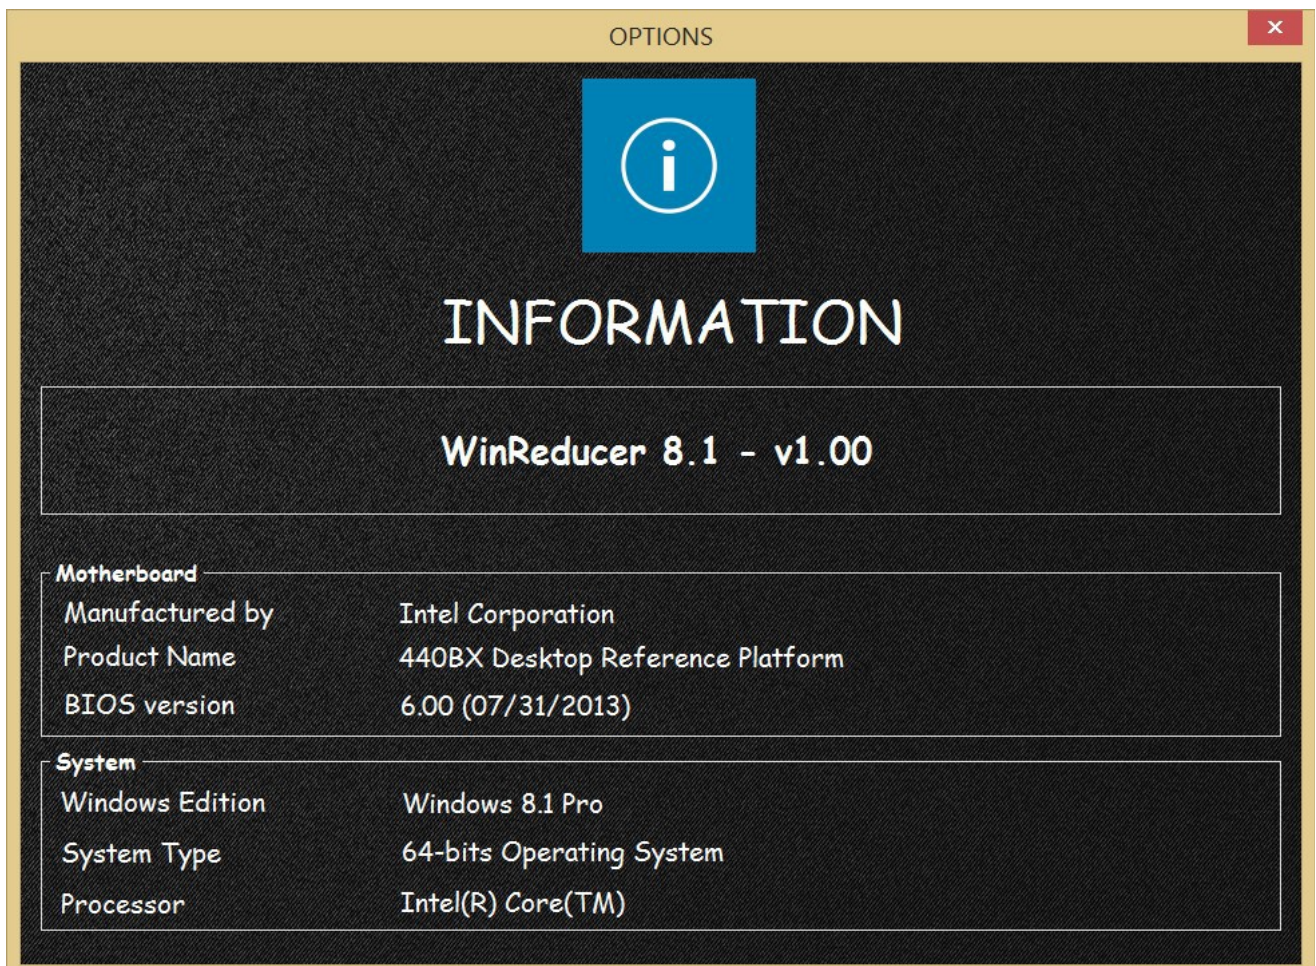 OPTIONS
x
i
INFORMATION
WinReducer 8.1 - v1.00
Motherboard
Manufactured by Intel Corporation
Product Name 440BX Desktop Reference Platform
BIOS version 6.00 (07/31/2013)
System
Windows Edition Windows 8.1 Pro
System Type 64-bits Operating System
Processor Intel(R) Core(TM)